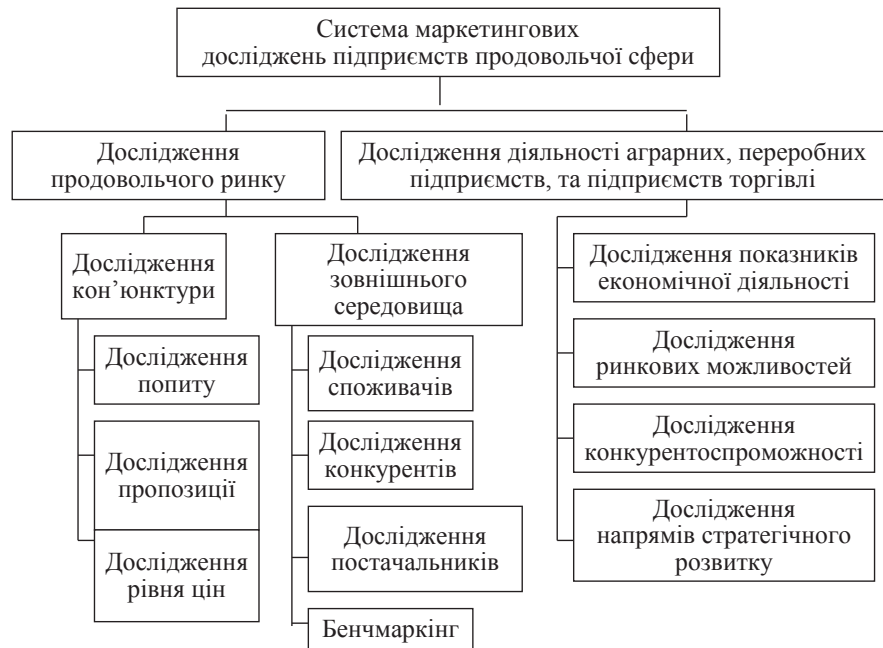 Система маркетингових
досліджень підприємств продовольчої сфери
Дослідження
продовольчого ринку
Дослідження діяльності аграрних, переробних
підприємств, та підприємств торгівлі
Дослідження
кон’юнктури
Дослідження
попиту
Дослідження
пропозиції
Дослідження
рівня цін
Дослідження
зовнішнього
середовища
Дослідження
споживачів
Дослідження
конкурентів
Дослідження
постачальників
Бенчмаркінг
Дослідження показників
економічної діяльності
Дослідження
ринкових можливостей
Дослідження
конкурентоспроможності
Дослідження
напрямів стратегічного
розвитку